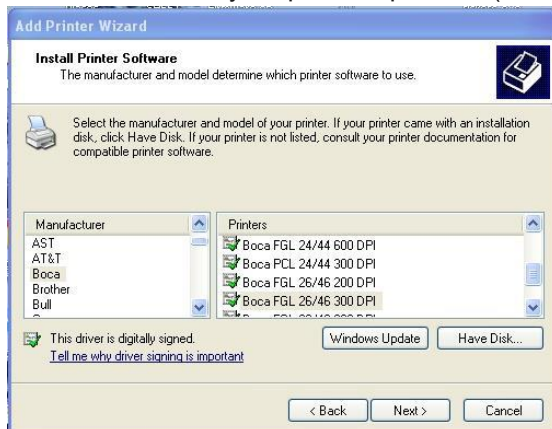 Add Printer Wizard
Install Printer Software
The manufacturer and model determine which printer software to use.
Select the manufacturer and model of your printer. If your printer came with an installation
disk, click Have Disk. If your printer is not listed, consult your printer documentation for
compatible printer software.
Manufacturer
AST
AT&T
Boca
Brother
Bull
Printers
Boca FGL 24/44 600 DPI
Boca PCL 24/44 300 DPI
Boca FGL 26/46 200 DPI
Boca FGL 26/46 300 DPI
This driver is digitally signed.
Tell me why driver signing is important
Windows Update
Have Disk...
< Back
Next >
Cancel